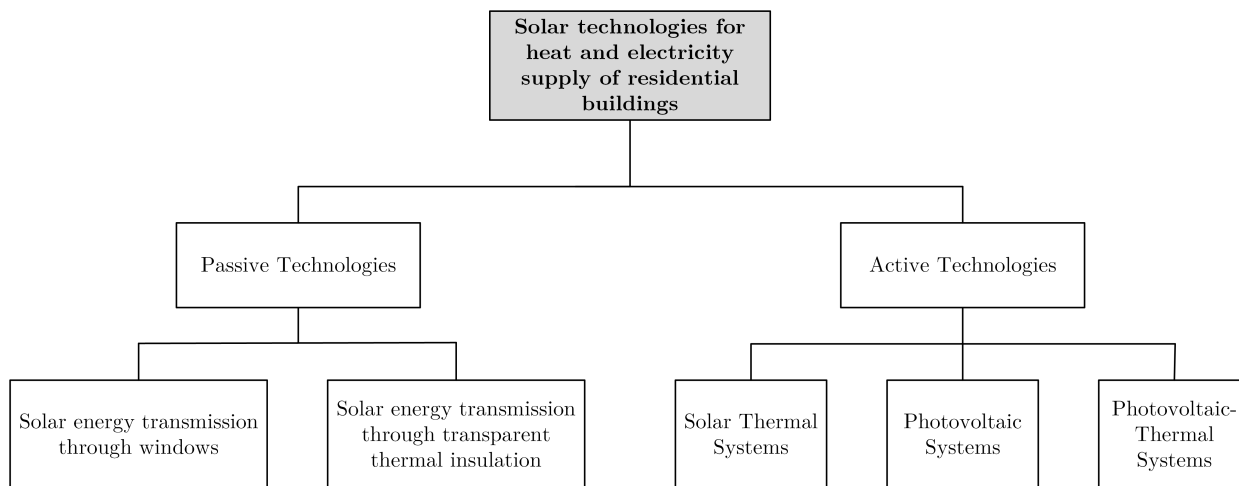 Solar technologies for
heat and electricity
supply of residential
buildings
Passive Technologies
Active Technologies
Solar energy transmission
through windows
Solar energy transmission
through transparent
thermal insulation
Solar Thermal
Systems
Photovoltaic
Systems
Photovoltaic-
Thermal
Systems